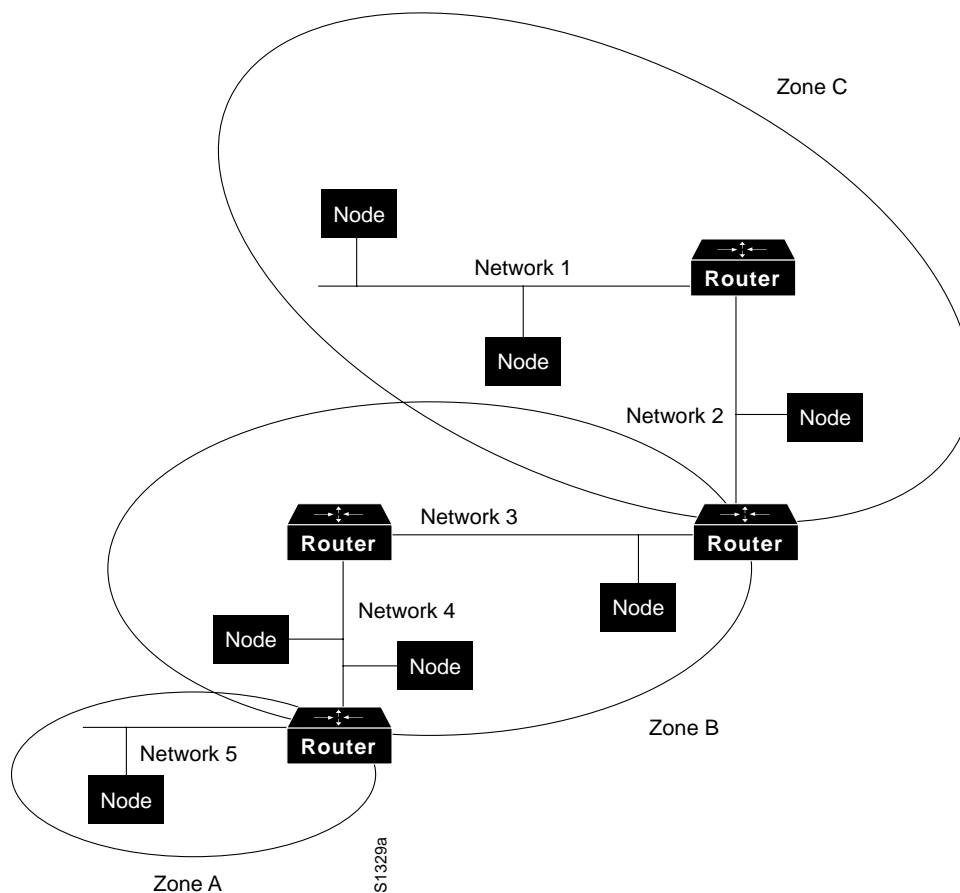 Zone C
Node
Network 1
Router
Node
Network 2
Node
Network 3
Router
Router
Node
Network 4
Node
Node
Router
Zone B
Network 5
Node
Zone A
S1329a